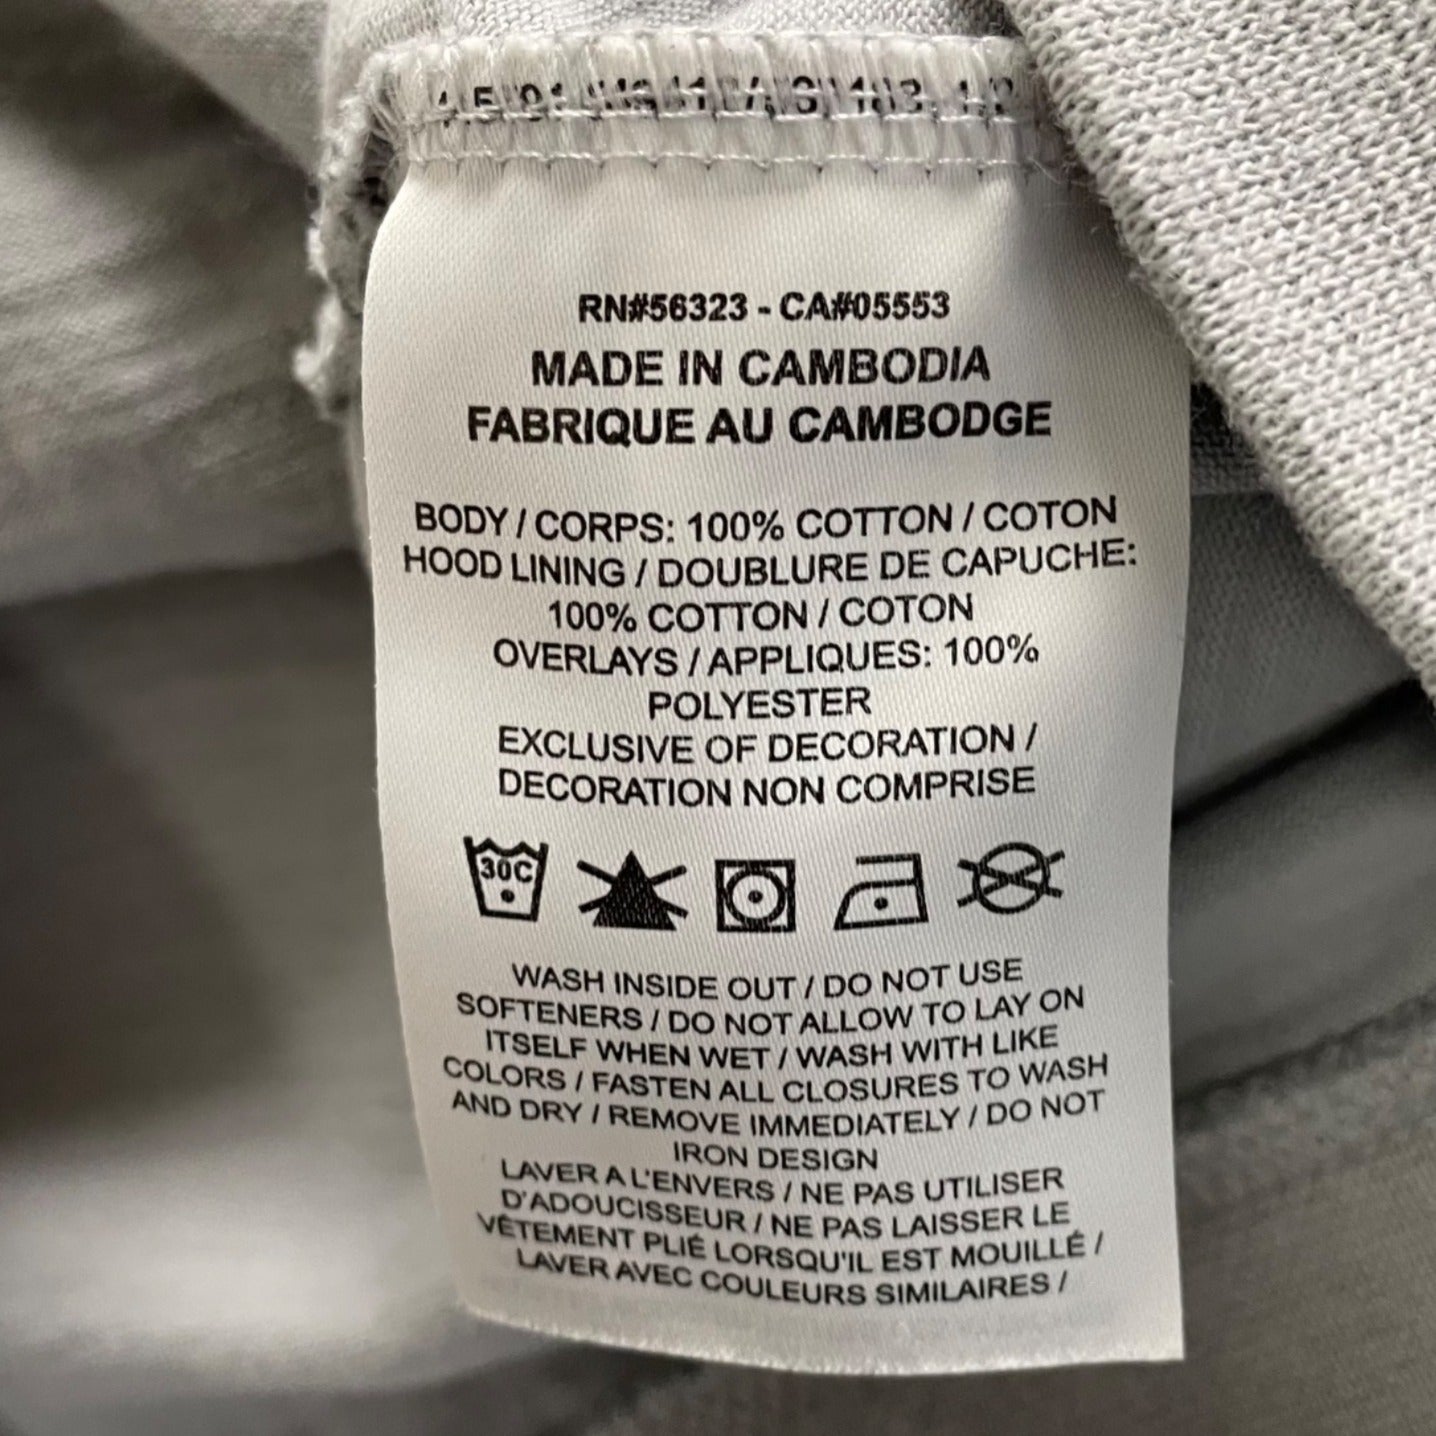 RN#56323 - CA#05553
MADE IN CAMBODIA
FABRIQUE AU CAMBODGE
BODY / CORPS: 100% COTTON / COTON
HOOD LINING / DOUBLURE DE CAPUCHE:
100% COTTON / COTON
OVERLAYS / APPLIQUES: 100%
POLYESTER
EXCLUSIVE OF DECORATION /
DECORATION NON COMPRISE
30C
WASH INSIDE OUT / DO NOT USE
SOFTENERS / DO NOT ALLOW TO LAY ON
ITSELF WHEN WET / WASH WITH LIKE
COLORS / FASTEN ALL CLOSURES TO WASH
AND DRY / REMOVE IMMEDIATELY / DO NOT
IRON DESIGN
LAVER A L'ENVERS / NE PAS UTILISER
D'ADOUCISSEUR / NE PAS LAISSER LE
VÊTEMENT PLIÉ LORSQU'IL EST MOUILLÉ /
LAVER AVEC COULEURS SIMILAIRES /